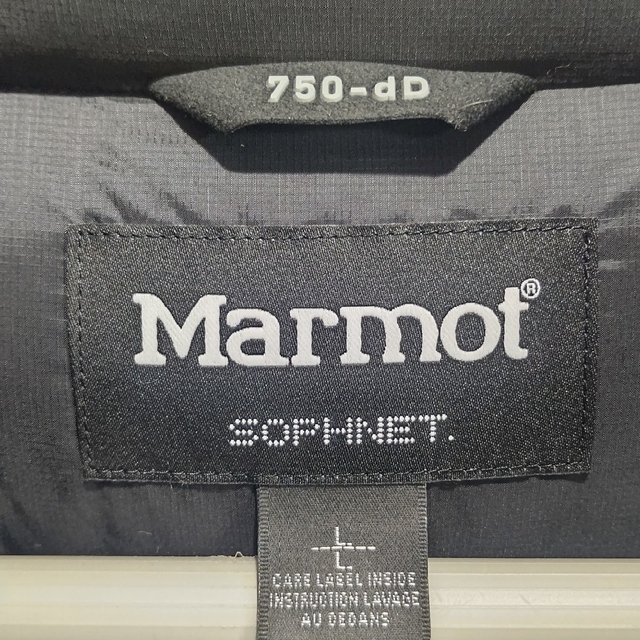 750-dD
Marmot®
SOPHNET.
L
L
CARE LABEL INSIDE
INSTRUCTION LAVAGE
AU DEDANS